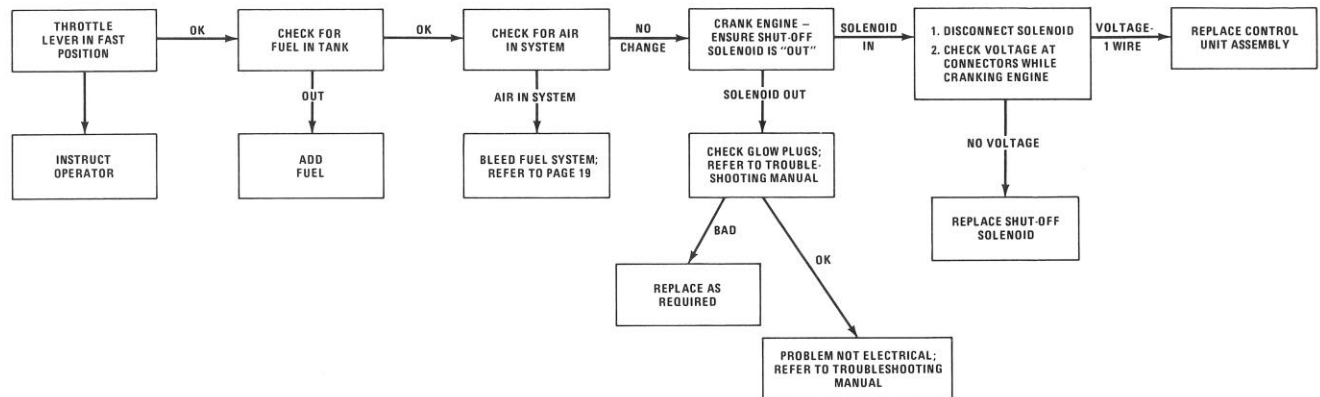 THROTTLE
LEVER IN FAST
POSITION
OK
CHECK FOR
FUEL IN TANK
OK
CHECK FOR AIR
IN SYSTEM
NO
CHANGE
CRANK ENGINE –
ENSURE SHUT-OFF
SOLENOID IS "OUT"
SOLENOID
IN
1. DISCONNECT SOLENOID
2. CHECK VOLTAGE AT
CONNECTORS WHILE
CRANKING ENGINE
VOLTAGE-
1 WIRE
REPLACE CONTROL
UNIT ASSEMBLY
OUT
AIR IN SYSTEM
SOLENOID OUT
NO VOLTAGE
INSTRUCT
OPERATOR
ADD
FUEL
BLEED FUEL SYSTEM;
REFER TO PAGE 19
CHECK GLOW PLUGS;
REFER TO TROUBLE-
SHOOTING MANUAL
REPLACE SHUT-OFF
SOLENOID
BAD
OK
REPLACE AS
REQUIRED
PROBLEM NOT ELECTRICAL;
REFER TO TROUBLESHOOTING
MANUAL